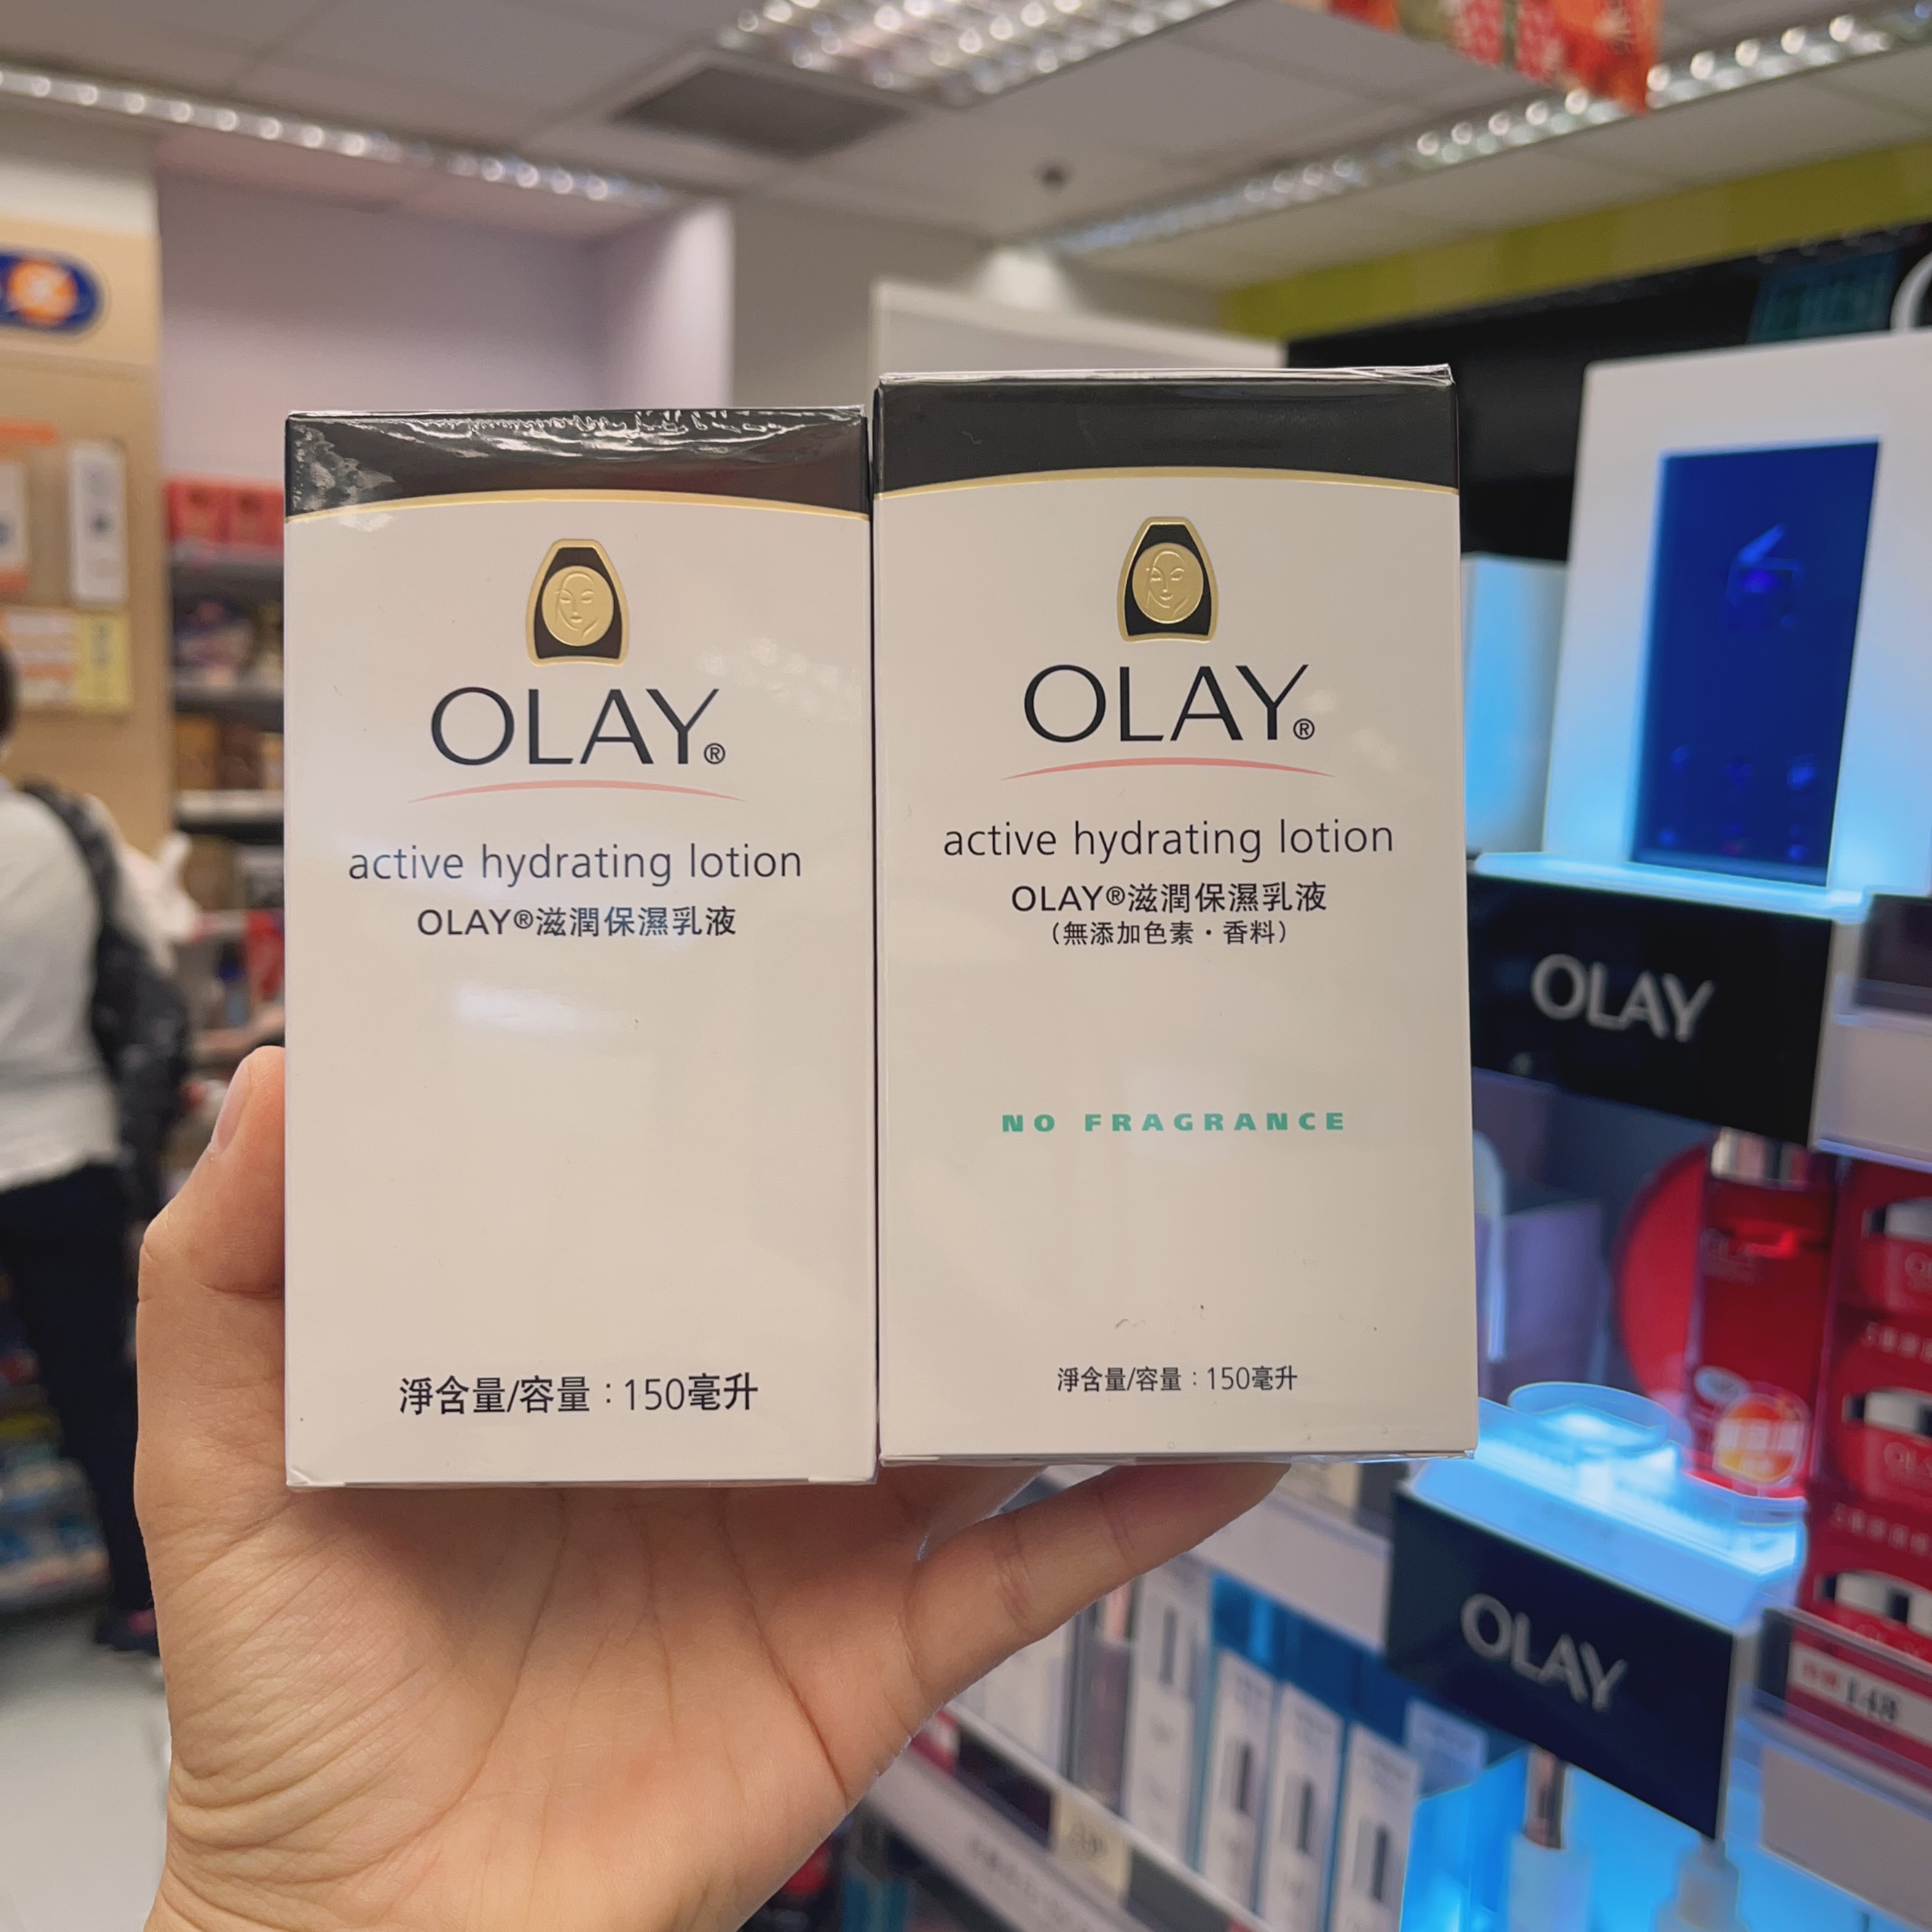 OLAY®
active hydrating lotion
OLAY®滋潤保濕乳液
淨含量/容量：150毫升
OLAY®
active hydrating lotion
OLAY®滋潤保濕乳液
（無添加色素・香料）
NO FRAGRANCE
淨含量/容量：150毫升
OLAY
OLAY
148